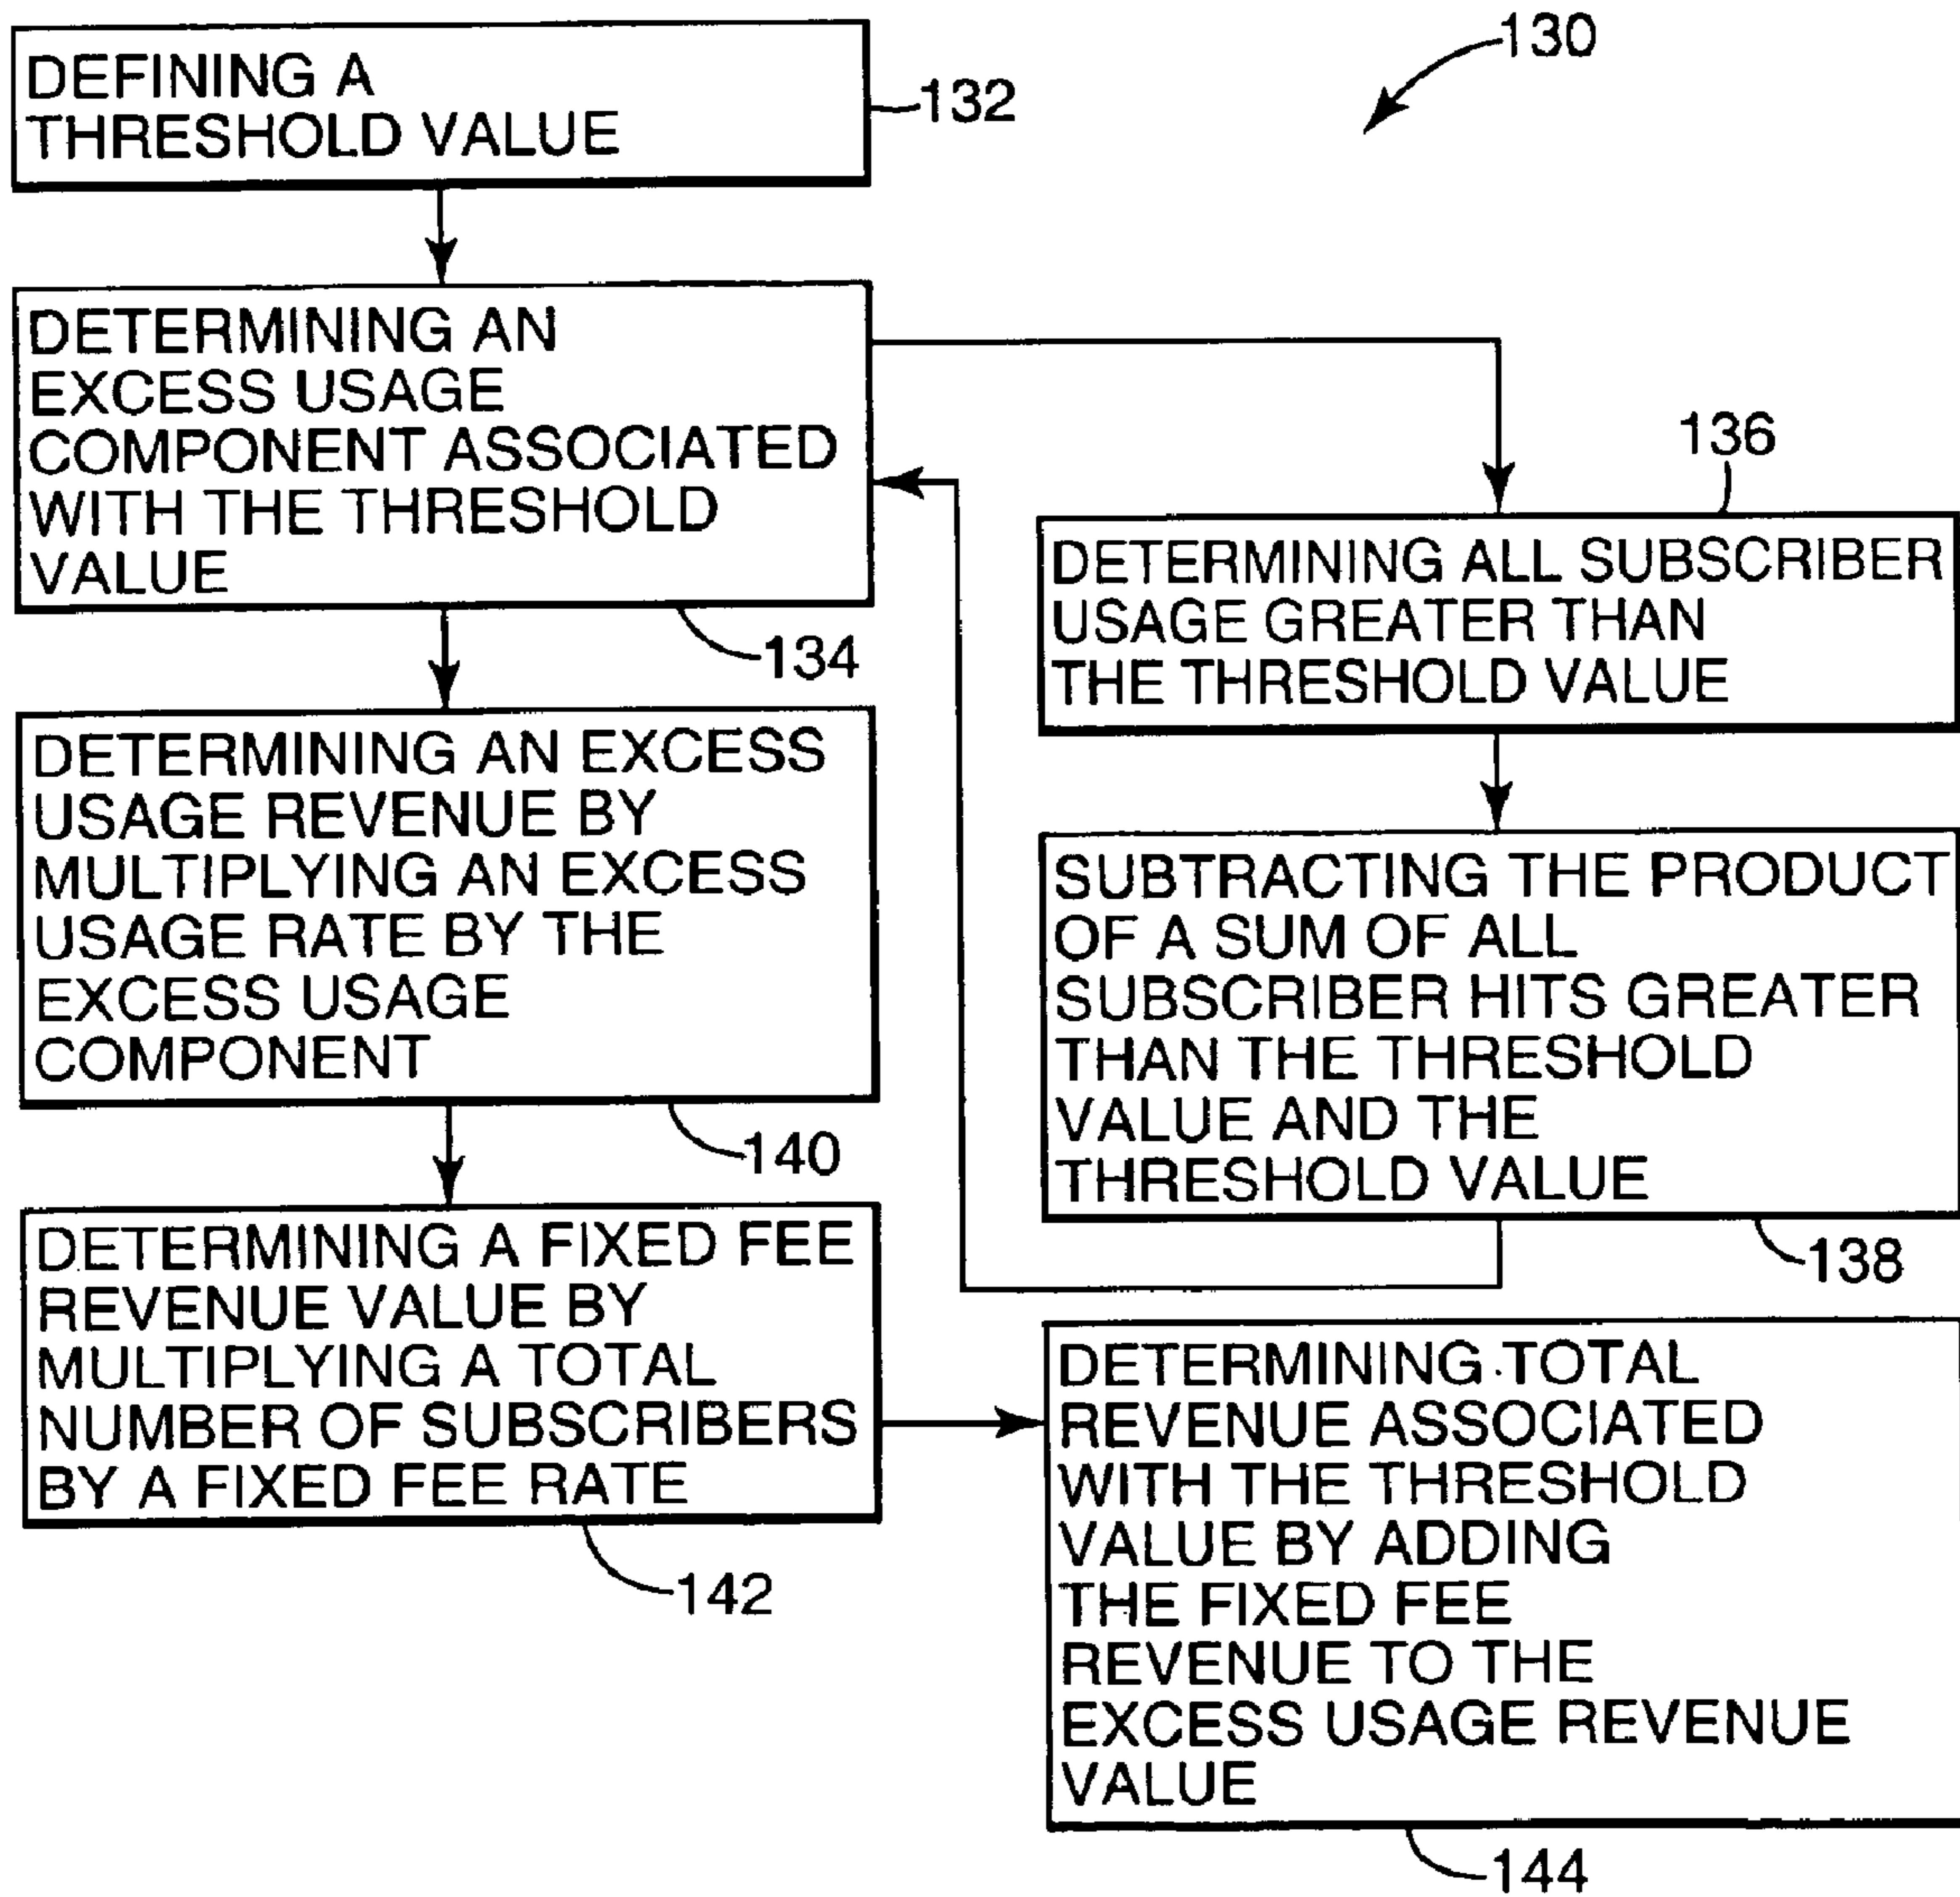 130
DEFINING A
THRESHOLD VALUE
132
DETERMINING AN
EXCESS USAGE
COMPONENT ASSOCIATED
WITH THE THRESHOLD
VALUE
134
136
DETERMINING ALL SUBSCRIBER
USAGE GREATER THAN
THE THRESHOLD VALUE
SUBTRACTING THE PRODUCT
OF A SUM OF ALL
SUBSCRIBER HITS GREATER
THAN THE THRESHOLD
VALUE AND THE
THRESHOLD VALUE
138
DETERMINING AN EXCESS
USAGE REVENUE BY
MULTIPLYING AN EXCESS
USAGE RATE BY THE
EXCESS USAGE
COMPONENT
140
DETERMINING A FIXED FEE
REVENUE VALUE BY
MULTIPLYING A TOTAL
NUMBER OF SUBSCRIBERS
BY A FIXED FEE RATE
142
DETERMINING TOTAL
REVENUE ASSOCIATED
WITH THE THRESHOLD
VALUE BY ADDING
THE FIXED FEE
REVENUE TO THE
EXCESS USAGE REVENUE
VALUE
144